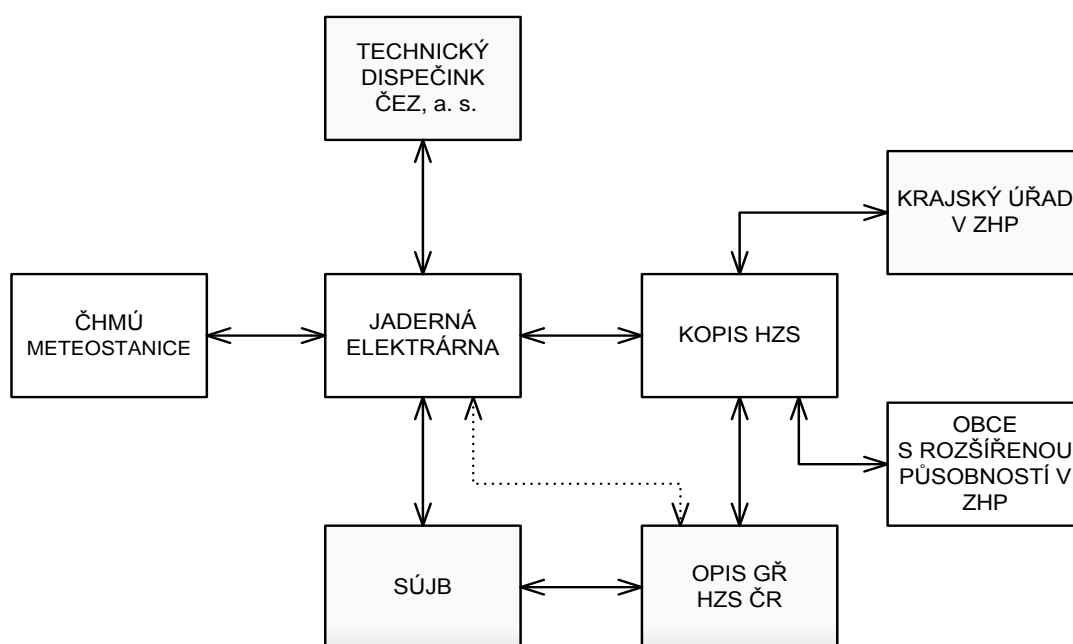 TECHNICKÝ
DISPEČINK
ČEZ, a. s.
KRAJSKÝ ÚŘAD
V ZHP
ČHMÚ
METEOSTANICE
JADERNÁ
ELEKTRÁRNA
KOPIS HZS
OBCE
S ROZŠÍŘENOU
PŮSOBNOSTÍ V
ZHP
SÚJB
OPIS GŘ
HZS ČR